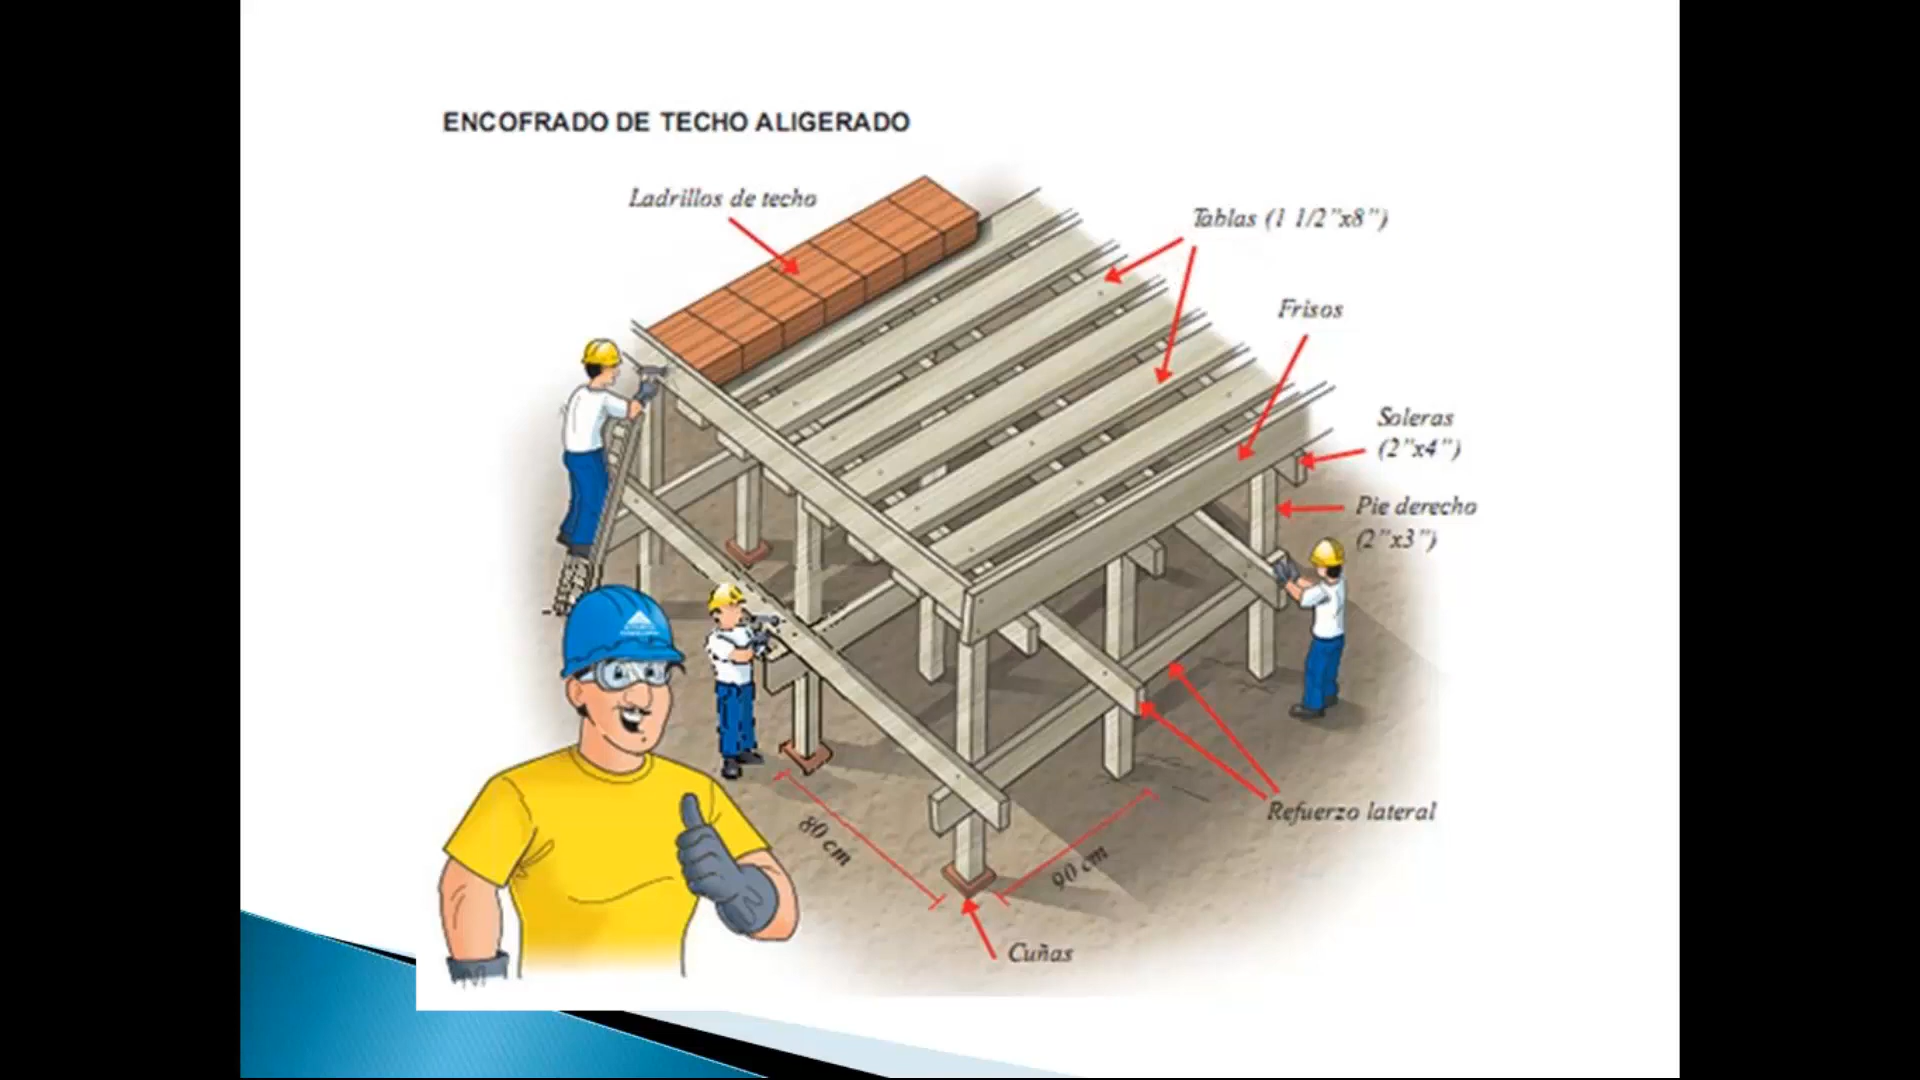 ENCOFRADO DE TECHO ALIGERADO
Ladrillos de techo
Tablas (1 1/2"x8")
Frisos
Soleras
(2"x4")
Pie derecho
(2"x3")
Refuerzo lateral
80 cm
90 cm
Cuñas